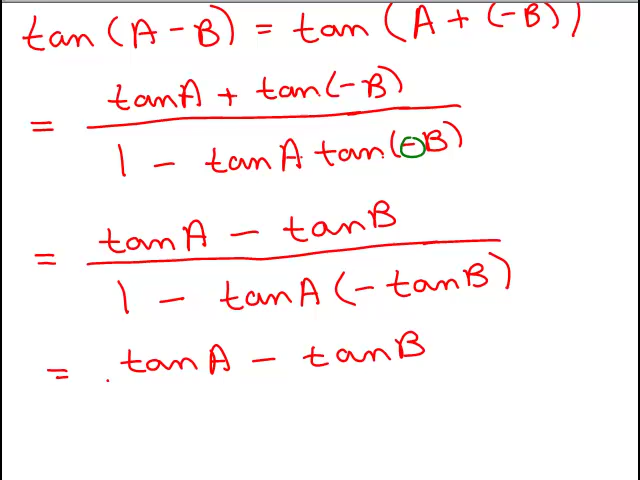 tan(A - B) = tan(A + (-B))
tanA + tan(-B)
=
1 - tanA tan(-B)
tanA - tanB
=
1 - tanA(-tanB)
= tanA - tanB